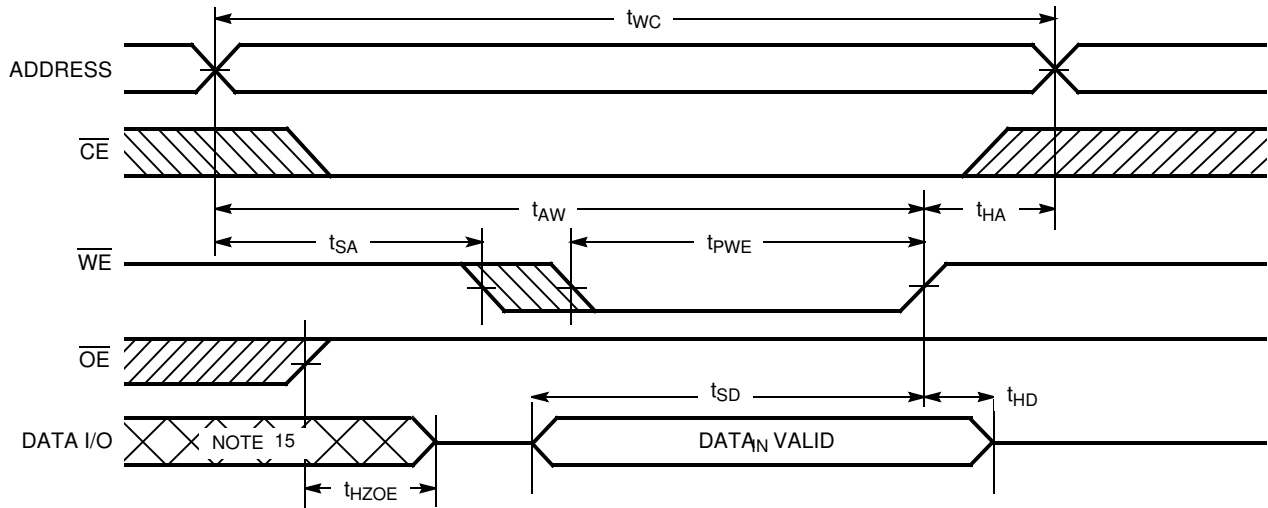 tWC
ADDRESS
CE
tAW
tHA
tSA
tPWE
WE
OE
tSD
tHD
DATA I/O
NOTE 15
DATAIN VALID
tHZOE